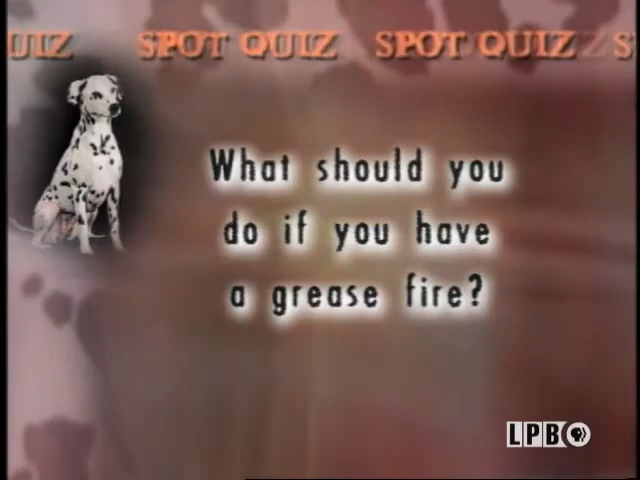 UIZ SPOT QUIZ SPOT QUIZ S
What should you
do if you have
a grease fire?
LPB